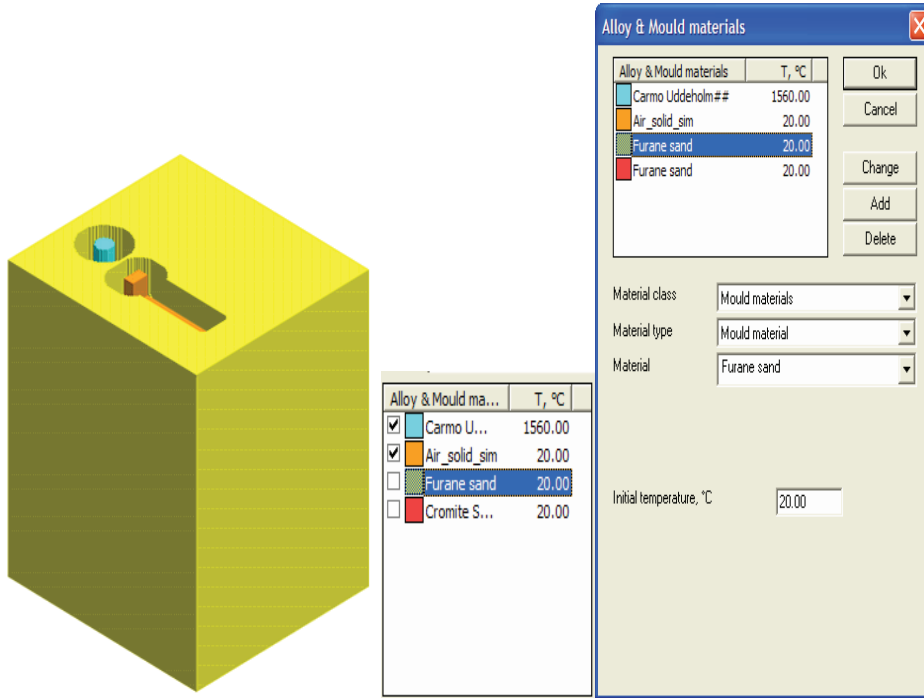 Alloy & Mould ma... T, ºC
Carmo U... 1560.00
Air_solid_sim 20.00
Furane sand 20.00
Cromite S... 20.00
Alloy & Mould materials
Alloy & Mould materials T, ºC
Carmo Uddeholm## 1560.00
Air_solid_sim 20.00
Furane sand 20.00
Furane sand 20.00
Ok
Cancel
Change
Add
Delete
Material class Mould materials
Material type Mould material
Material Furane sand
Initial temperature, °C 20.00